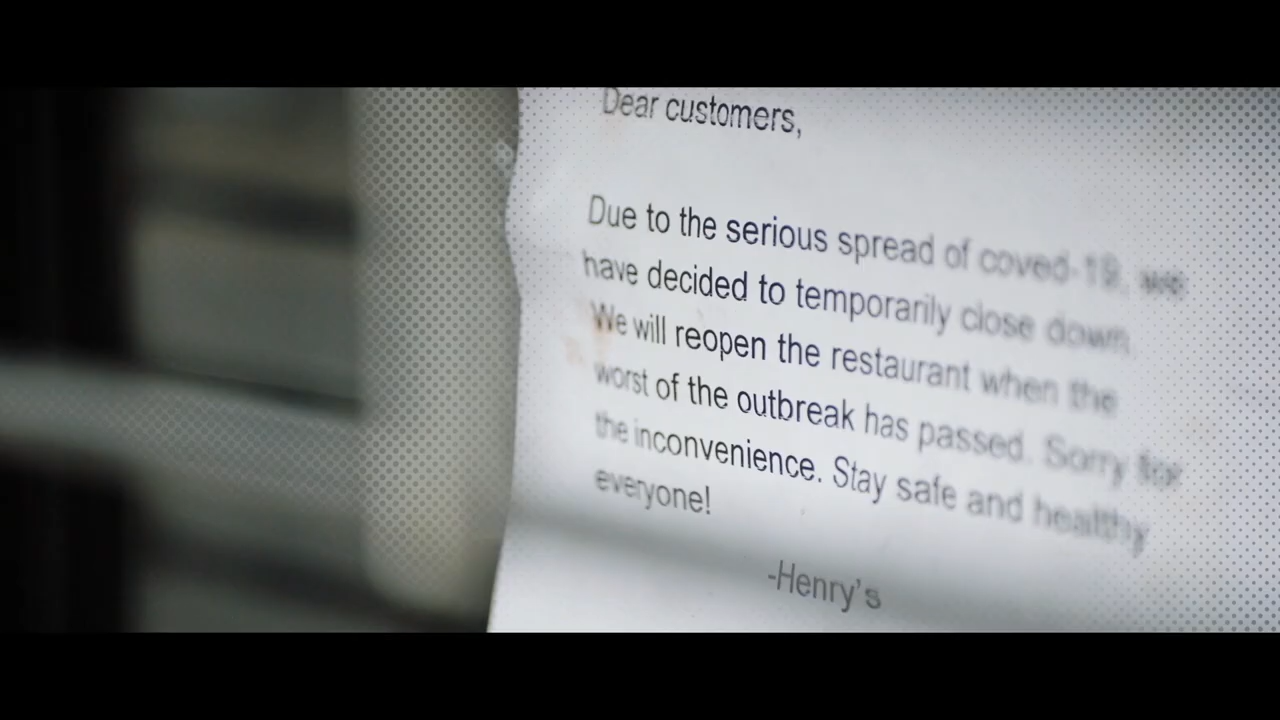 Dear customers,
Due to the serious spread of coved-19, we
have decided to temporarily close down.
We will reopen the restaurant when the
worst of the outbreak has passed. Sorry for
the inconvenience. Stay safe and healthy
everyone!
-Henry's